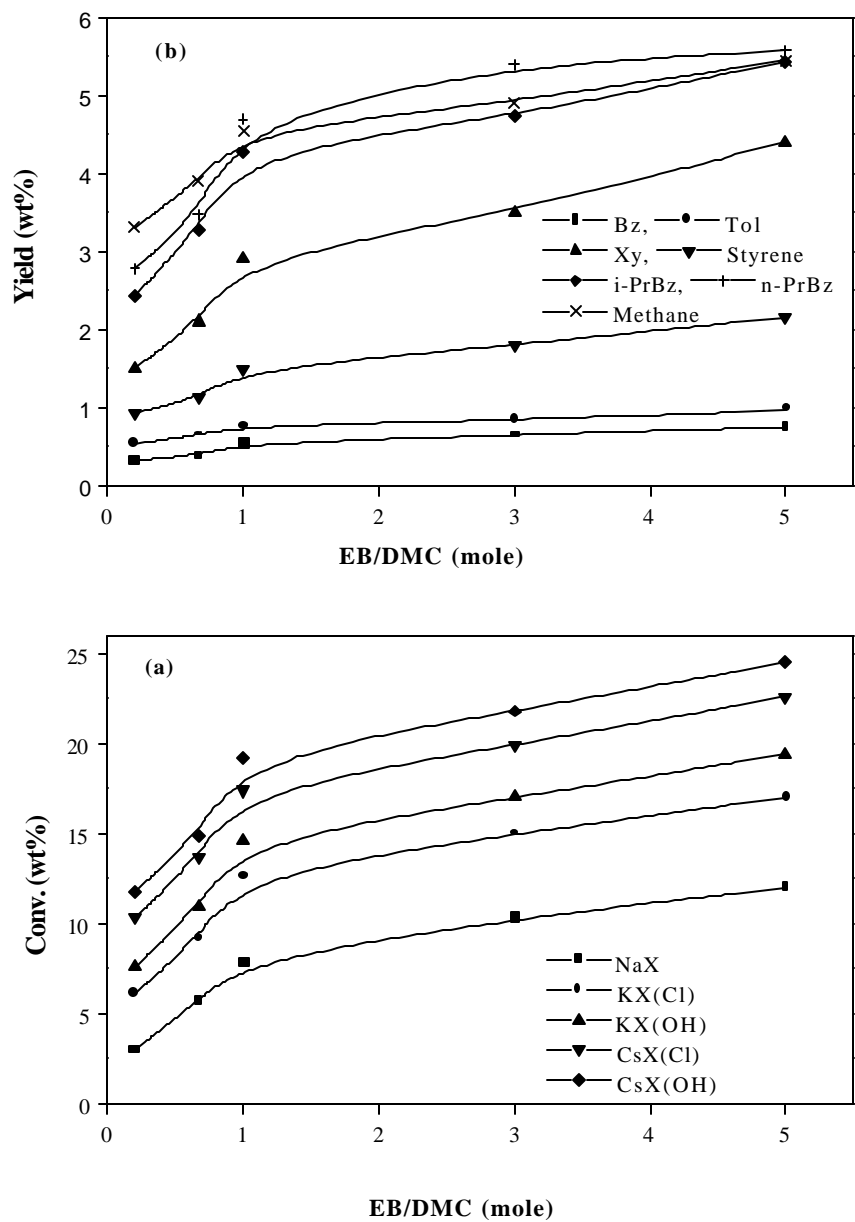 6
(b)
5
4
3
2
1
0
Yield (wt%)
Bz, Tol
Xy, Styrene
i-PrBz, n-PrBz
Methane
0 1 2 3 4 5
EB/DMC (mole)
25
(a)
20
15
10
5
0
Conv. (wt%)
NaX
KX(Cl)
KX(OH)
CsX(Cl)
CsX(OH)
0 1 2 3 4 5
EB/DMC (mole)